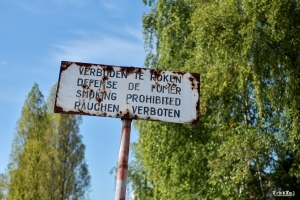 VERBODEN TE ROKEN
DEFENSE DE FUMER
SMOKING PROHIBITED
RAUCHEN VERBOTEN